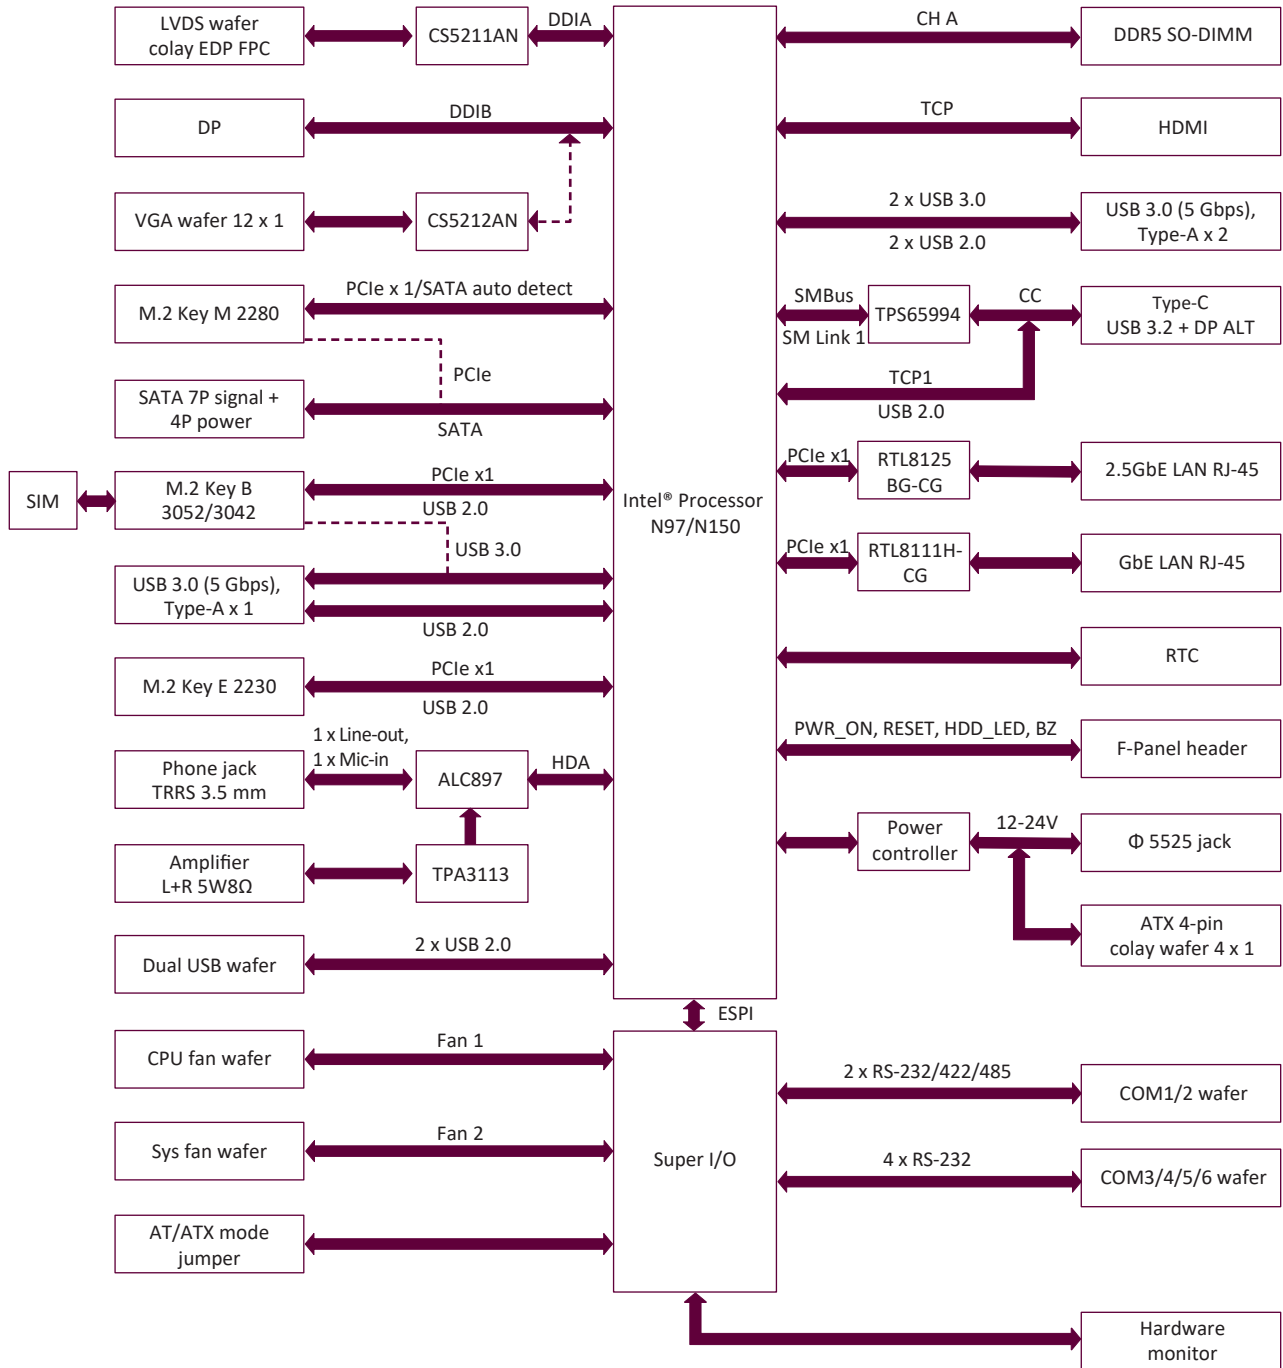 LVDS wafer
colay EDP FPC
CS5211AN
DDIA
CH A
DDR5 SO-DIMM
DP
DDIB
TCP
HDMI
VGA wafer 12 x 1
CS5212AN
2 x USB 3.0
2 x USB 2.0
USB 3.0 (5 Gbps),
Type-A x 2
M.2 Key M 2280
PCIe x 1/SATA auto detect
PCIe
SMBus
SM Link 1
TPS65994
CC
Type-C
USB 3.2 + DP ALT
TCP1
USB 2.0
SATA 7P signal +
4P power
SATA
SIM
M.2 Key B
3052/3042
PCIe x1
USB 2.0
USB 3.0
Intel® Processor
N97/N150
PCIe x1
RTL8125
BG-CG
2.5GbE LAN RJ-45
PCIe x1
RTL8111H-
CG
GbE LAN RJ-45
USB 3.0 (5 Gbps),
Type-A x 1
USB 2.0
M.2 Key E 2230
PCIe x1
USB 2.0
RTC
PWR_ON, RESET, HDD_LED, BZ
F-Panel header
Phone jack
TRRS 3.5 mm
1 x Line-out,
1 x Mic-in
ALC897
HDA
Power
controller
12-24V
Φ 5525 jack
Amplifier
L+R 5W8Ω
TPA3113
ATX 4-pin
colay wafer 4 x 1
Dual USB wafer
2 x USB 2.0
ESPI
CPU fan wafer
Fan 1
2 x RS-232/422/485
COM1/2 wafer
Sys fan wafer
Fan 2
Super I/O
4 x RS-232
COM3/4/5/6 wafer
AT/ATX mode
jumper
Hardware
monitor